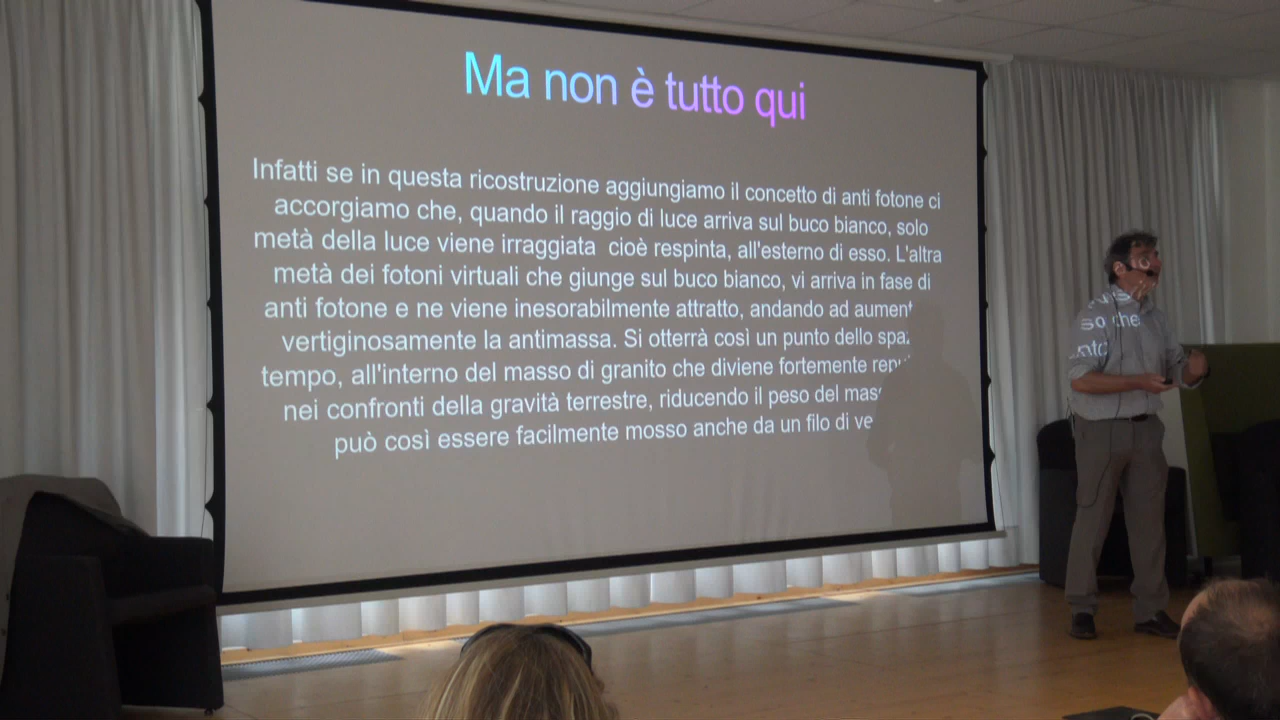 Ma non è tutto qui
Infatti se in questa ricostruzione aggiungiamo il concetto di anti fotone ci
accorgiamo che, quando il raggio di luce arriva sul buco bianco, solo
metà della luce viene irraggiata cioè respinta, all'esterno di esso. L'altra
metà dei fotoni virtuali che giunge sul buco bianco, vi arriva in fase di
anti fotone e ne viene inesorabilmente attratto, andando ad aument
vertiginosamente la antimassa. Si otterrà così un punto dello
tempo, all'interno del masso di granito che diviene fortemente
nei confronti della gravità terrestre, riducendo il peso del
può così essere facilmente mosso anche da un filo di
So che